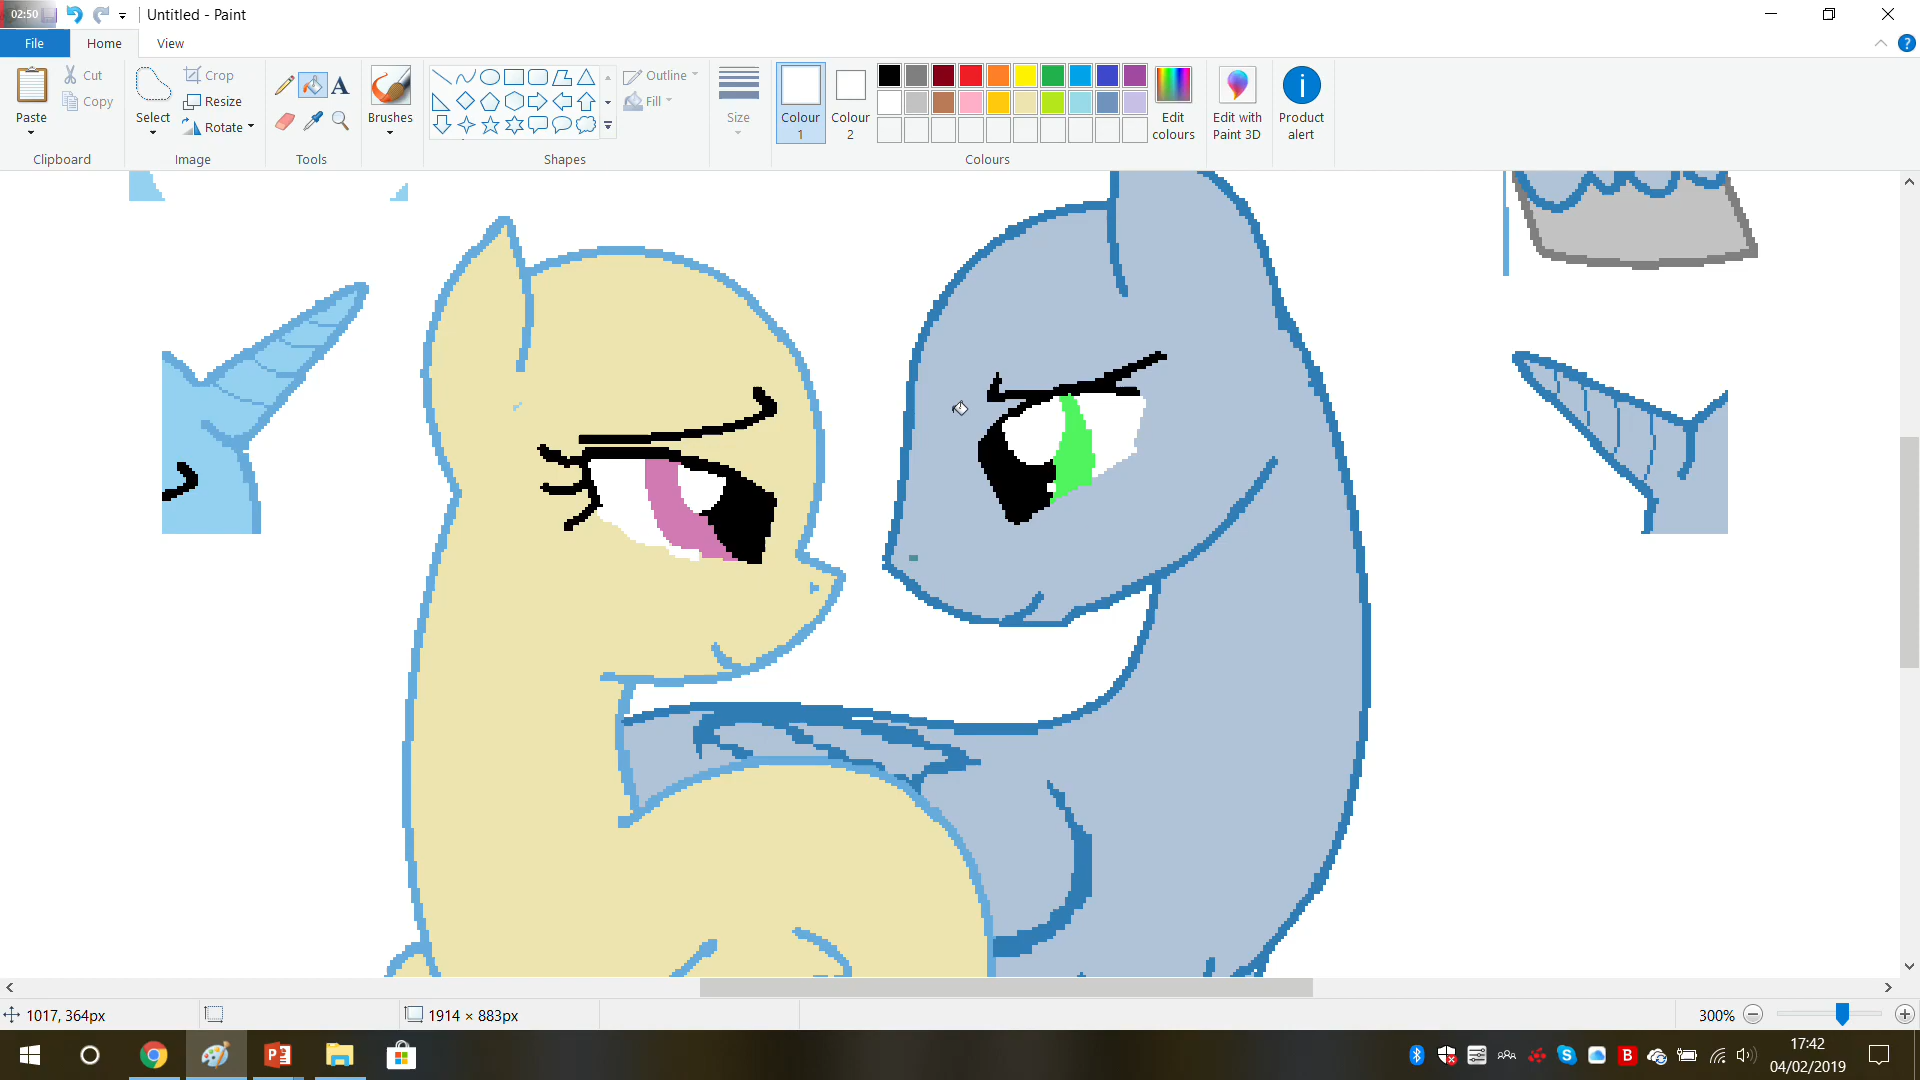 02:50
Untitled - Paint
File
Home
View
Paste
Cut
Copy
Clipboard
Select
Crop
Resize
Rotate
Image
A
Tools
Brushes
Outline
Fill
Shapes
Size
Colour 1
Colour 2
Colours
Edit colours
Edit with Paint 3D
Product alert
1017, 364px
1914 × 883px
300%
17:42
04/02/2019